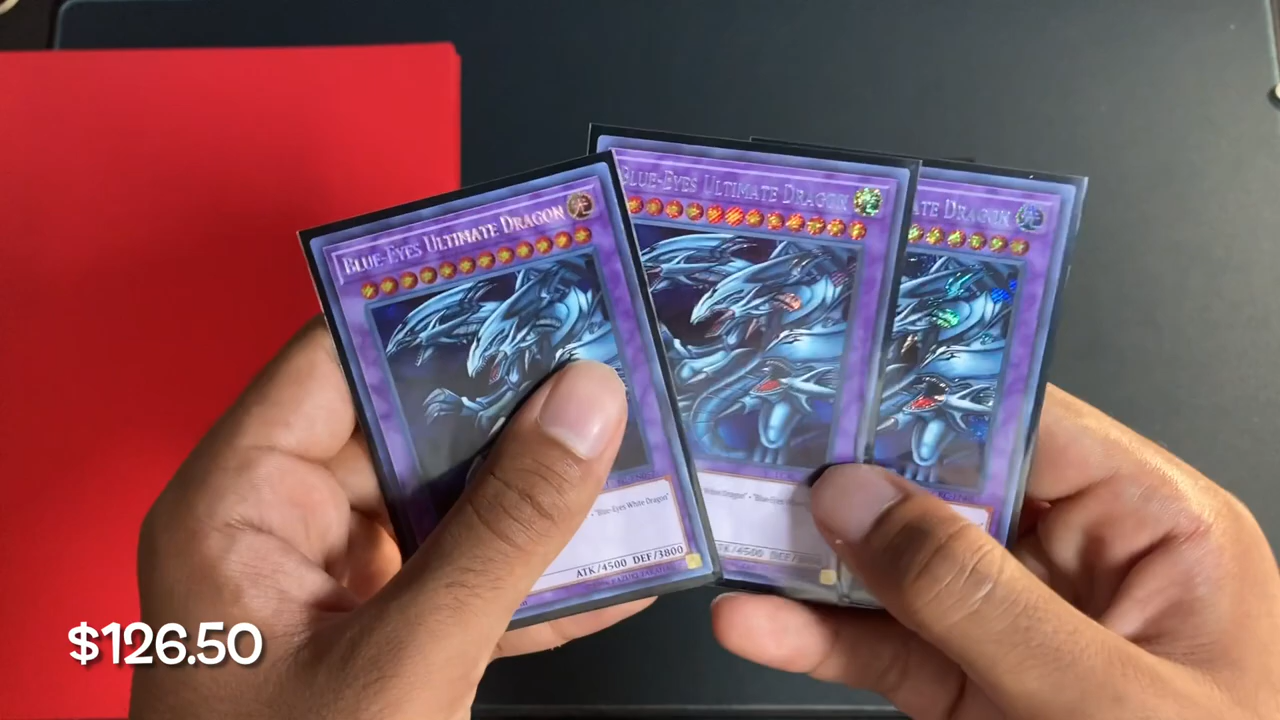 BLUE-EYES ULTIMATE DRAGON
BLUE-EYES ULTIMATE DRAGON
ATE DRAGON
"Blue-Eyes White Dragon"
ATK/4500 DEF/3800
ATK/4500
$126.50